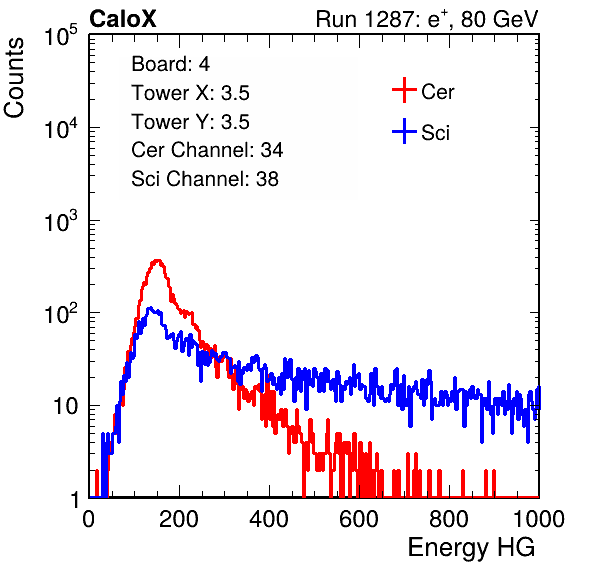 CaloX Run 1287: e⁺, 80 GeV
Board: 4
Tower X: 3.5
Tower Y: 3.5
Cer Channel: 34
Sci Channel: 38
Cer
Sci
Counts
10⁵
10⁴
10³
10²
10
1
0 200 400 600 800 1000
Energy HG